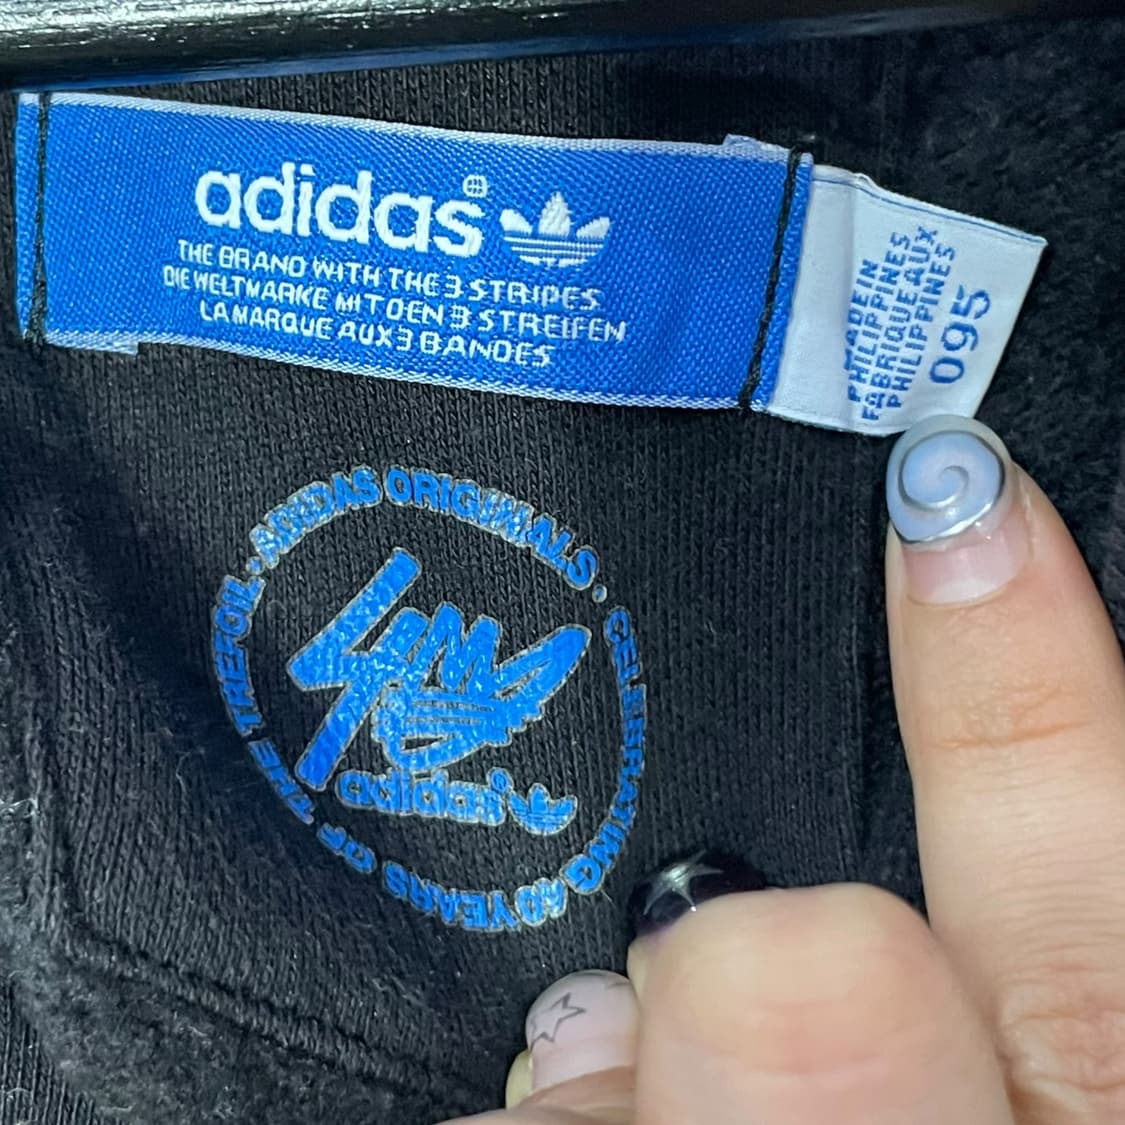 adidas®
THE BRAND WITH THE 3 STRIPES
DIE WELTMARKE MIT DEN 3 STREIFEN
LA MARQUE AUX 3 BANDES
MADE IN
PHILIPPINES
FABRIQUE AUX
PHILIPPINES
095
ADIDAS ORIGINALS · CELEBRATING 40 YEARS OF THE TREFOIL ·
adidas®